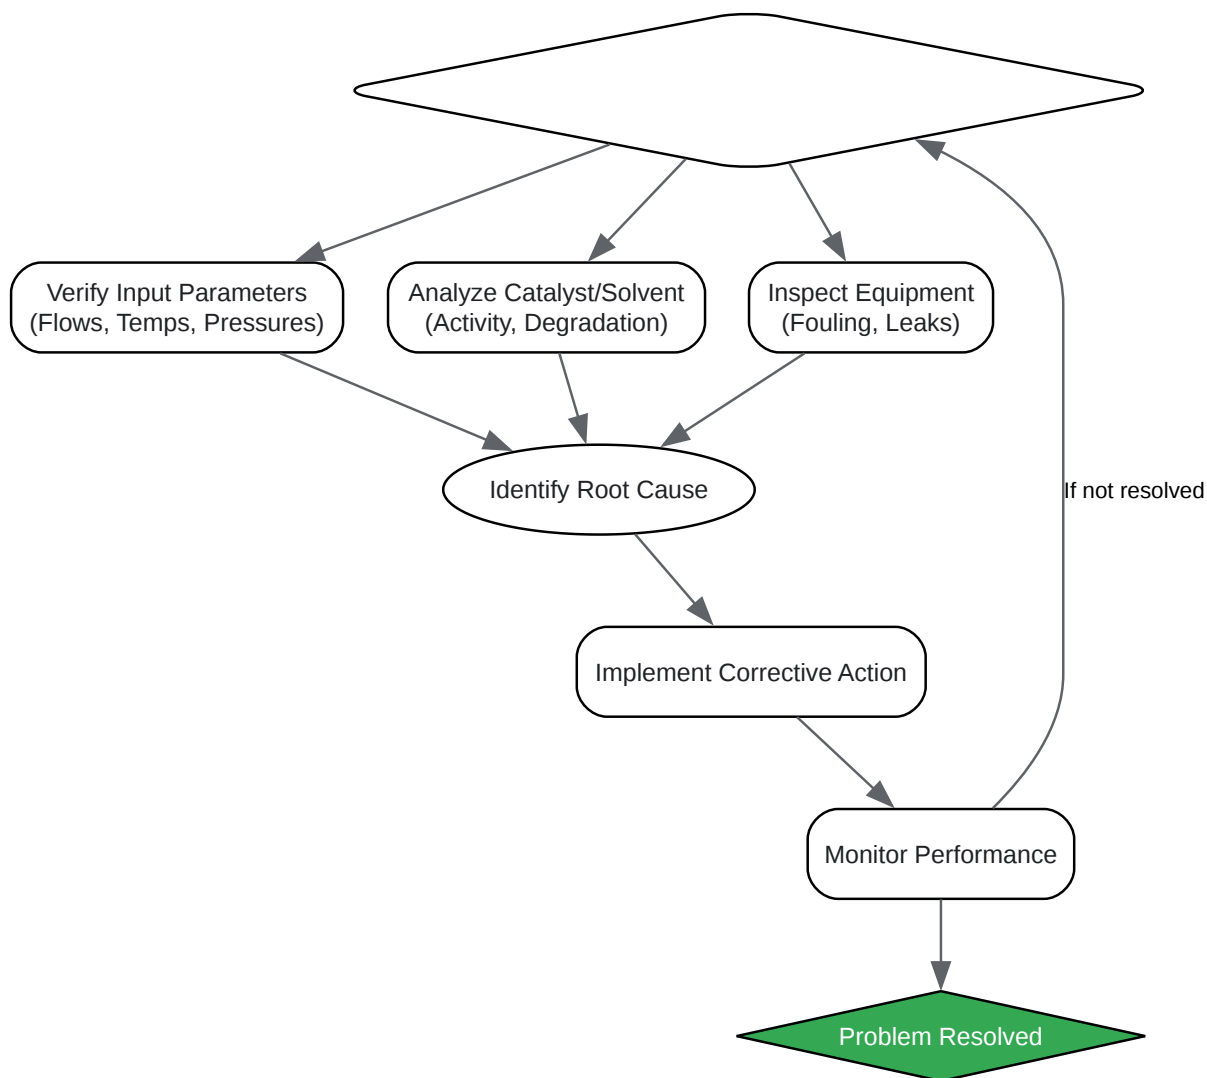 Verify Input Parameters
(Flows, Temps, Pressures)
Analyze Catalyst/Solvent
(Activity, Degradation)
Inspect Equipment
(Fouling, Leaks)
Identify Root Cause
If not resolved
Implement Corrective Action
Monitor Performance
Problem Resolved